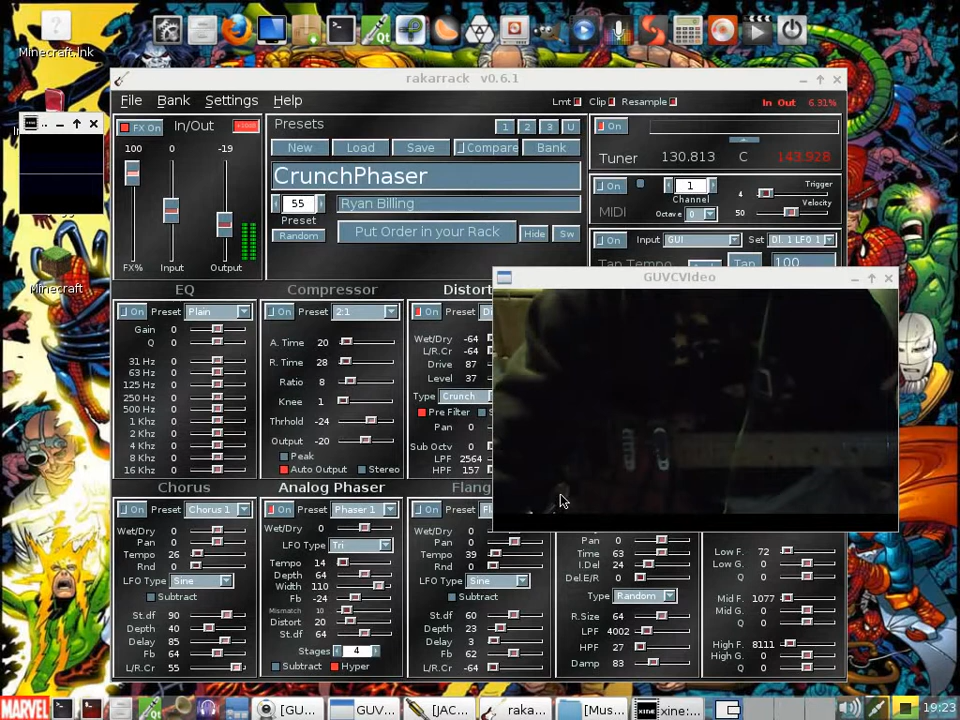 Minecraft.lnk
rakarrack v0.6.1
File Bank Settings Help
Lmt Clip Resample In Out 6.31%
FX On In/Out
100 0 -19
FX% Input Output
Presets
1 2 3 U
New Load Save Compare Bank
CrunchPhaser
55 Ryan Billing
Preset
Random Put Order in your Rack Hide Sw
On
Tuner 130.813 C 143.928
On 1 4 Trigger
Channel Velocity
MIDI Octave 0 50
On Input GUI Set Dl. 1 LFO 1
Tap Tempo Tap 100
Minecraft
GUVCVideo
EQ
On Preset Plain
Gain 0
Q 0
31 Hz 0
63 Hz 0
125 Hz 0
250 Hz 0
500 Hz 0
1 Khz 0
2 Khz 0
4 Khz 0
8 Khz 0
16 Khz 0
Compressor
On Preset 2:1
A. Time 20
R. Time 28
Ratio 8
Knee 1
Thrhold -24
Output -20
Peak
Auto Output Stereo
Distort
On Preset Di
Wet/Dry -64
L/R.Cr -64
Drive 87
Level 37
Type Crunch
Pre Filter S
Pan 0
Sub Octv 0
LPF 2564
HPF 157
Chorus
On Preset Chorus 1
Wet/Dry 0
Pan 0
Tempo 26
Rnd 0
LFO Type Sine
Subtract
St.df 90
Depth 40
Delay 85
Fb 64
L/R.Cr 55
Analog Phaser
On Preset Phaser 1
Wet/Dry 0
LFO Type Tri
Tempo 14
Depth 64
Width 110
Fb -24
Mismatch 10
Distort 20
St.df 64
Stages 4
Subtract Hyper
Flang
On Preset Fl
Wet/Dry 0
Pan 0
Tempo 39
Rnd 0
LFO Type Sine
Subtract
St.df 60
Depth 23
Delay 3
Fb 62
L/R.Cr -64
Pan 0
Time 63
I.Del 24
Del.E/R 0
Type Random
R.Size 64
LPF 4002
HPF 27
Damp 83
Low F. 72
Low G. 0
Q 0
Mid F. 1077
Mid G. 0
Q 0
High F. 8111
High G. 0
Q 0
MARVEL [GU... GUV... [JAC... raka... [Mus... xine:... 19:23